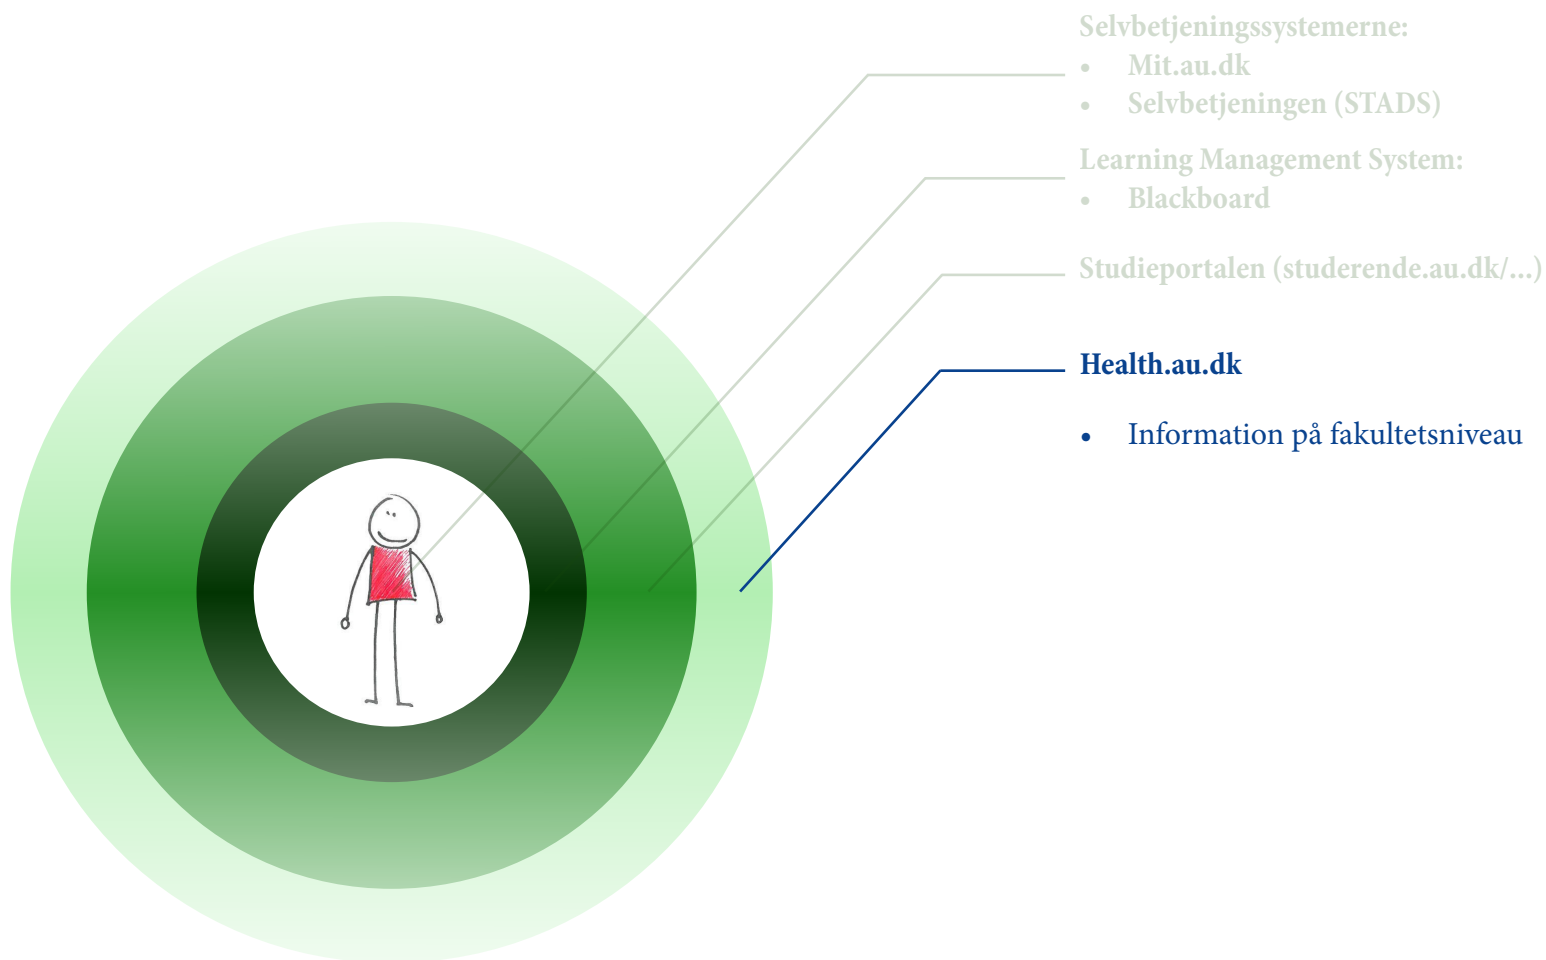 Selvbetjeningssystemerne:
• Mit.au.dk
• Selvbetjeningen (STADS)
Learning Management System:
• Blackboard
Studieportalen (studerende.au.dk/...)
Health.au.dk
• Information på fakultetsniveau